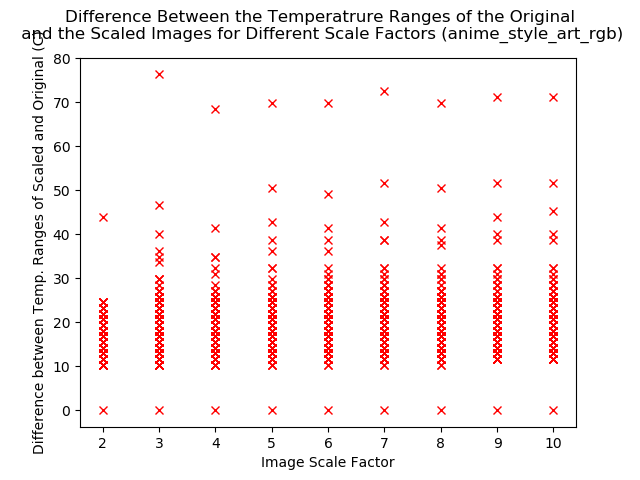 Difference Between the Temperatrure Ranges of the Original
and the Scaled Images for Different Scale Factors (anime_style_art_rgb)
Difference between Temp. Ranges of Scaled and Original (C)
80
70
60
50
40
30
20
10
0
2 3 4 5 6 7 8 9 10
Image Scale Factor